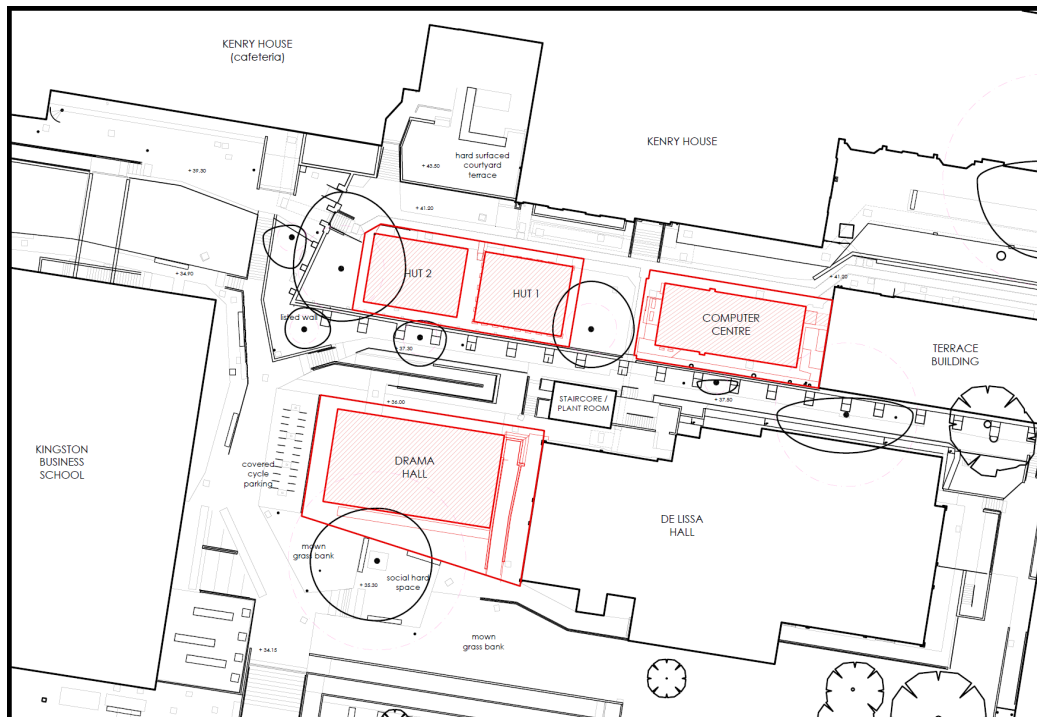 KENRY HOUSE
(cafeteria)
KENRY HOUSE
hard surfaced
courtyard
terrace
+ 43.50
+ 39.30
+ 41.20
+ 34.90
HUT 2
HUT 1
+ 41.20
COMPUTER
CENTRE
listed wall
+ 37.30
TERRACE
BUILDING
STAIRCORE /
PLANT ROOM
+ 37.80
+ 36.00
KINGSTON
BUSINESS
SCHOOL
DRAMA
HALL
covered
cycle
parking
DE LISSA
HALL
mown
grass bank
social hard
space
+ 35.30
mown
grass bank
+ 34.15